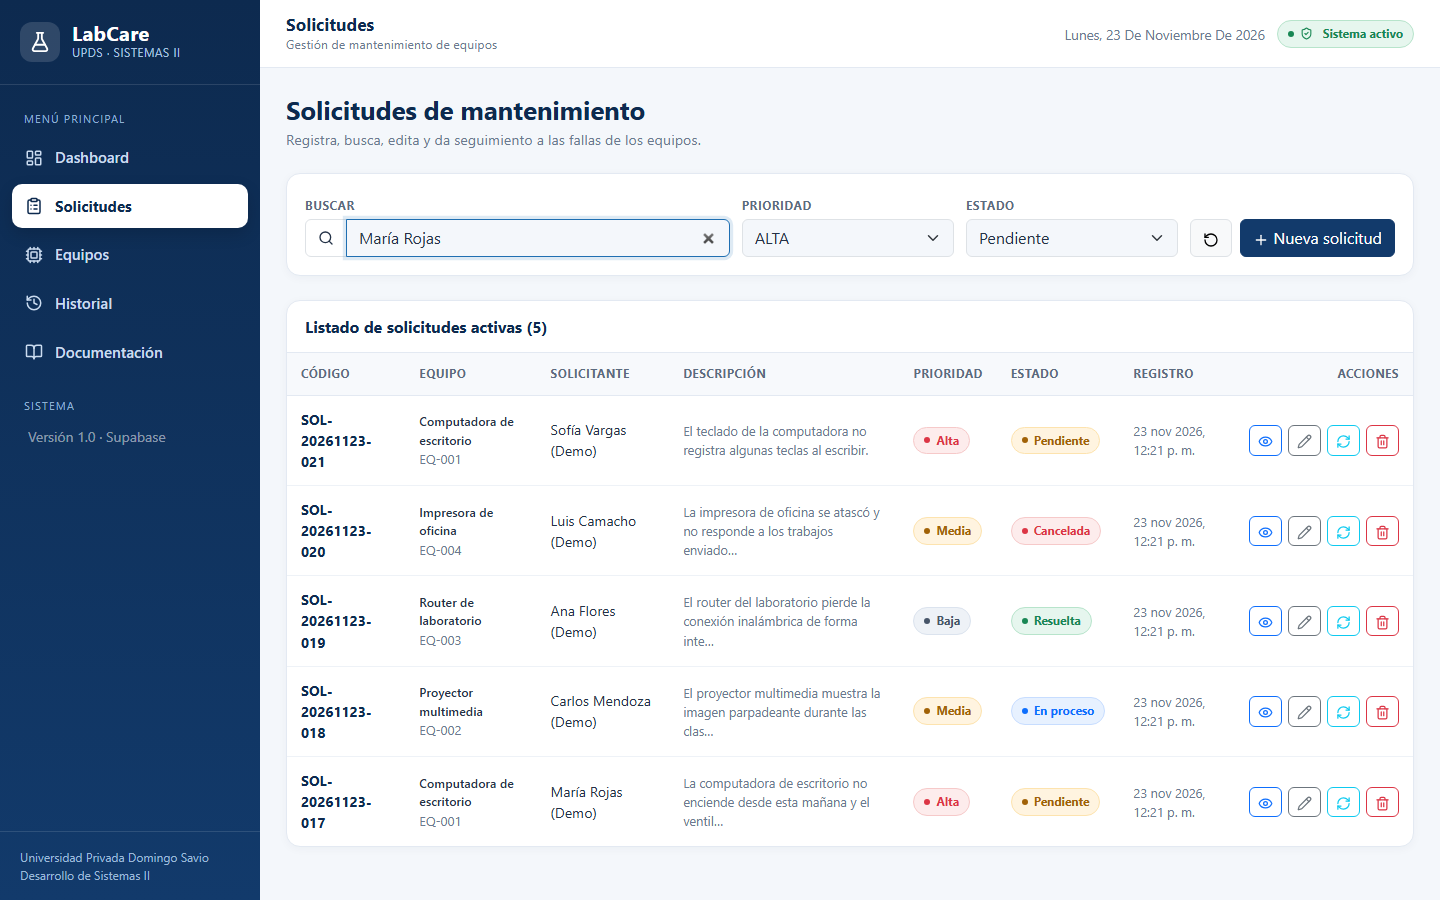 LabCare
UPDS · SISTEMAS II
MENÚ PRINCIPAL
Dashboard
Solicitudes
Equipos
Historial
Documentación
SISTEMA
Versión 1.0 · Supabase
Universidad Privada Domingo Savio
Desarrollo de Sistemas II
Solicitudes
Gestión de mantenimiento de equipos
Lunes, 23 De Noviembre De 2026
Sistema activo
Solicitudes de mantenimiento
Registra, busca, edita y da seguimiento a las fallas de los equipos.
BUSCAR
PRIORIDAD
ESTADO
María Rojas
ALTA
Pendiente
+ Nueva solicitud
Listado de solicitudes activas (5)
CÓDIGO EQUIPO SOLICITANTE DESCRIPCIÓN PRIORIDAD ESTADO REGISTRO ACCIONES
SOL-
20261123-
021
Computadora de
escritorio
EQ-001
Sofía Vargas
(Demo)
El teclado de la computadora no
registra algunas teclas al escribir.
Alta
Pendiente
23 nov 2026,
12:21 p. m.
SOL-
20261123-
020
Impresora de
oficina
EQ-004
Luis Camacho
(Demo)
La impresora de oficina se atascó y
no responde a los trabajos
enviado...
Media
Cancelada
23 nov 2026,
12:21 p. m.
SOL-
20261123-
019
Router de
laboratorio
EQ-003
Ana Flores
(Demo)
El router del laboratorio pierde la
conexión inalámbrica de forma
inte...
Baja
Resuelta
23 nov 2026,
12:21 p. m.
SOL-
20261123-
018
Proyector
multimedia
EQ-002
Carlos Mendoza
(Demo)
El proyector multimedia muestra la
imagen parpadeante durante las
clas...
Media
En proceso
23 nov 2026,
12:21 p. m.
SOL-
20261123-
017
Computadora de
escritorio
EQ-001
María Rojas
(Demo)
La computadora de escritorio no
enciende desde esta mañana y el
ventil...
Alta
Pendiente
23 nov 2026,
12:21 p. m.